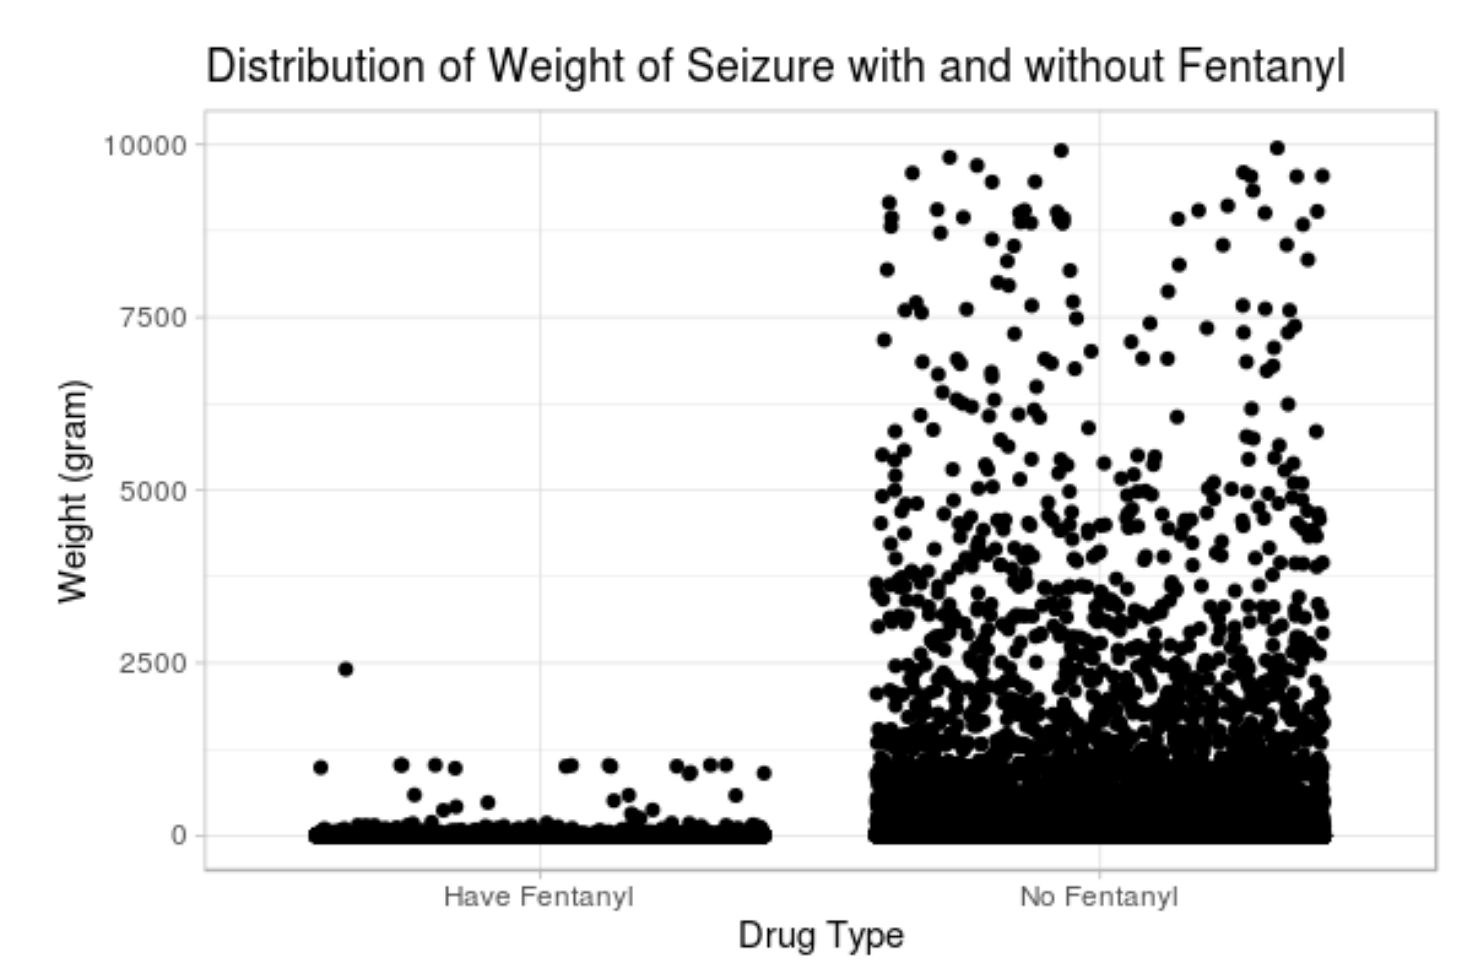 Distribution of Weight of Seizure with and without Fentanyl
10000
7500
5000
2500
0
Weight (gram)
Have Fentanyl
No Fentanyl
Drug Type